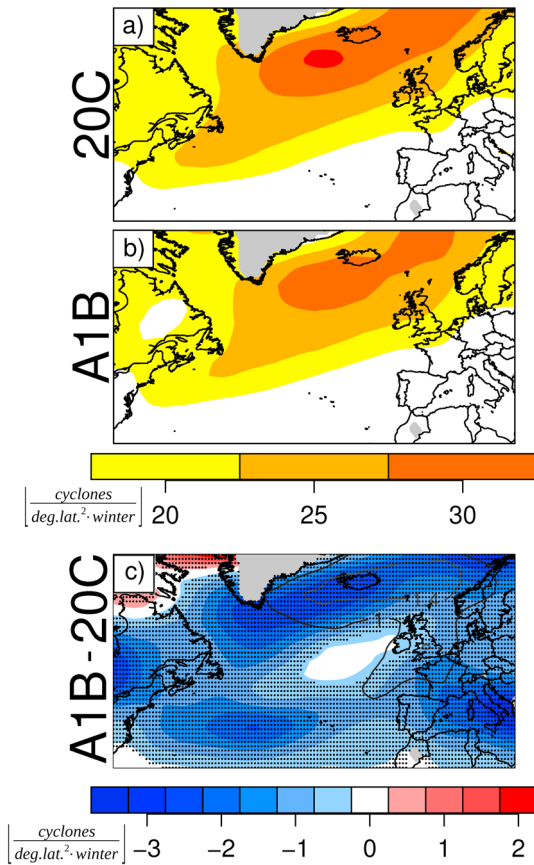 a)
20C
b)
A1B
cyclones
deg.lat.²·winter
20 25 30
c)
A1B-20C
cyclones
deg.lat.²·winter
−3 −2 −1 0 1 2